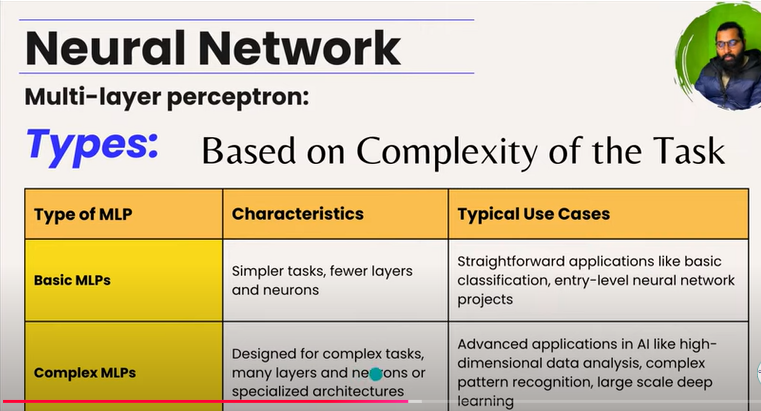 Neural Network
Multi-layer perceptron:
Types: Based on Complexity of the Task
Type of MLP
Characteristics
Typical Use Cases
Basic MLPs
Simpler tasks, fewer layers
and neurons
Straightforward applications like basic
classification, entry-level neural network
projects
Complex MLPs
Designed for complex tasks,
many layers and neurons or
specialized architectures
Advanced applications in AI like high-
dimensional data analysis, complex
pattern recognition, large scale deep
learning